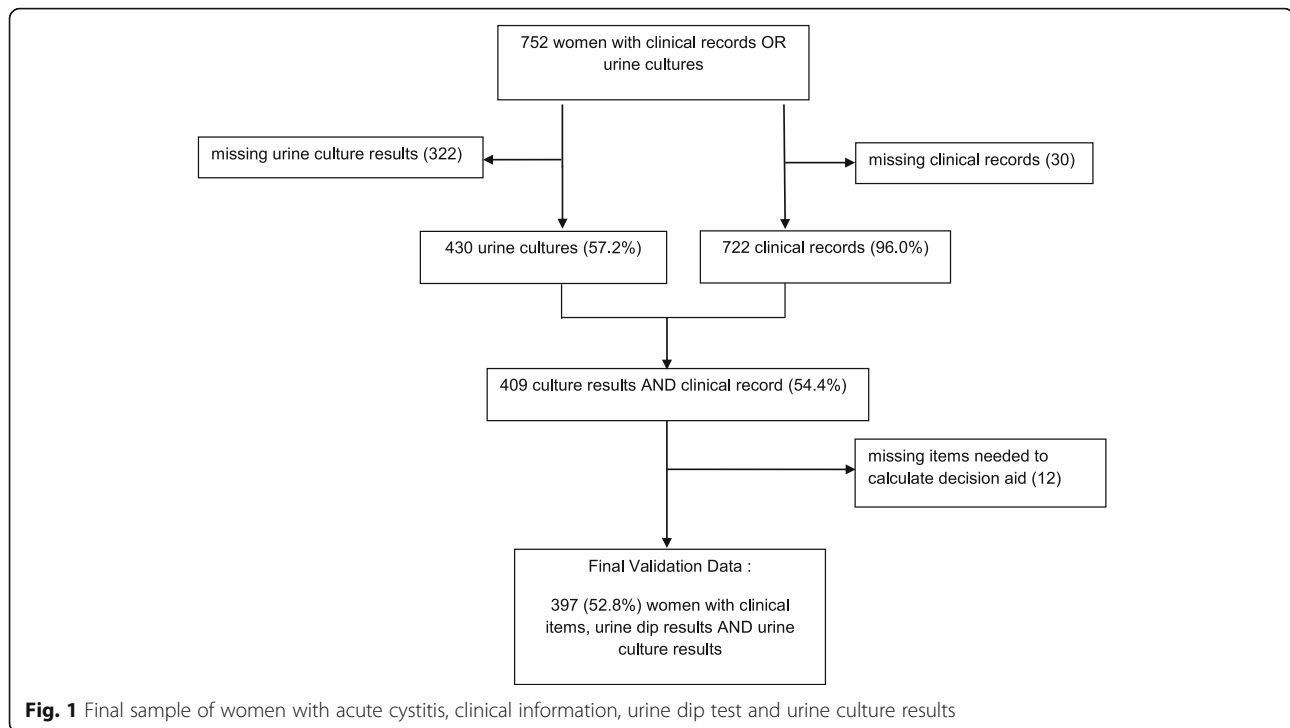 752 women with clinical records OR
urine cultures
missing urine culture results (322)
missing clinical records (30)
430 urine cultures (57.2%)
722 clinical records (96.0%)
409 culture results AND clinical record (54.4%)
missing items needed to
calculate decision aid (12)
Final Validation Data :
397 (52.8%) women with clinical
items, urine dip results AND urine
culture results
Fig. 1 Final sample of women with acute cystitis, clinical information, urine dip test and urine culture results